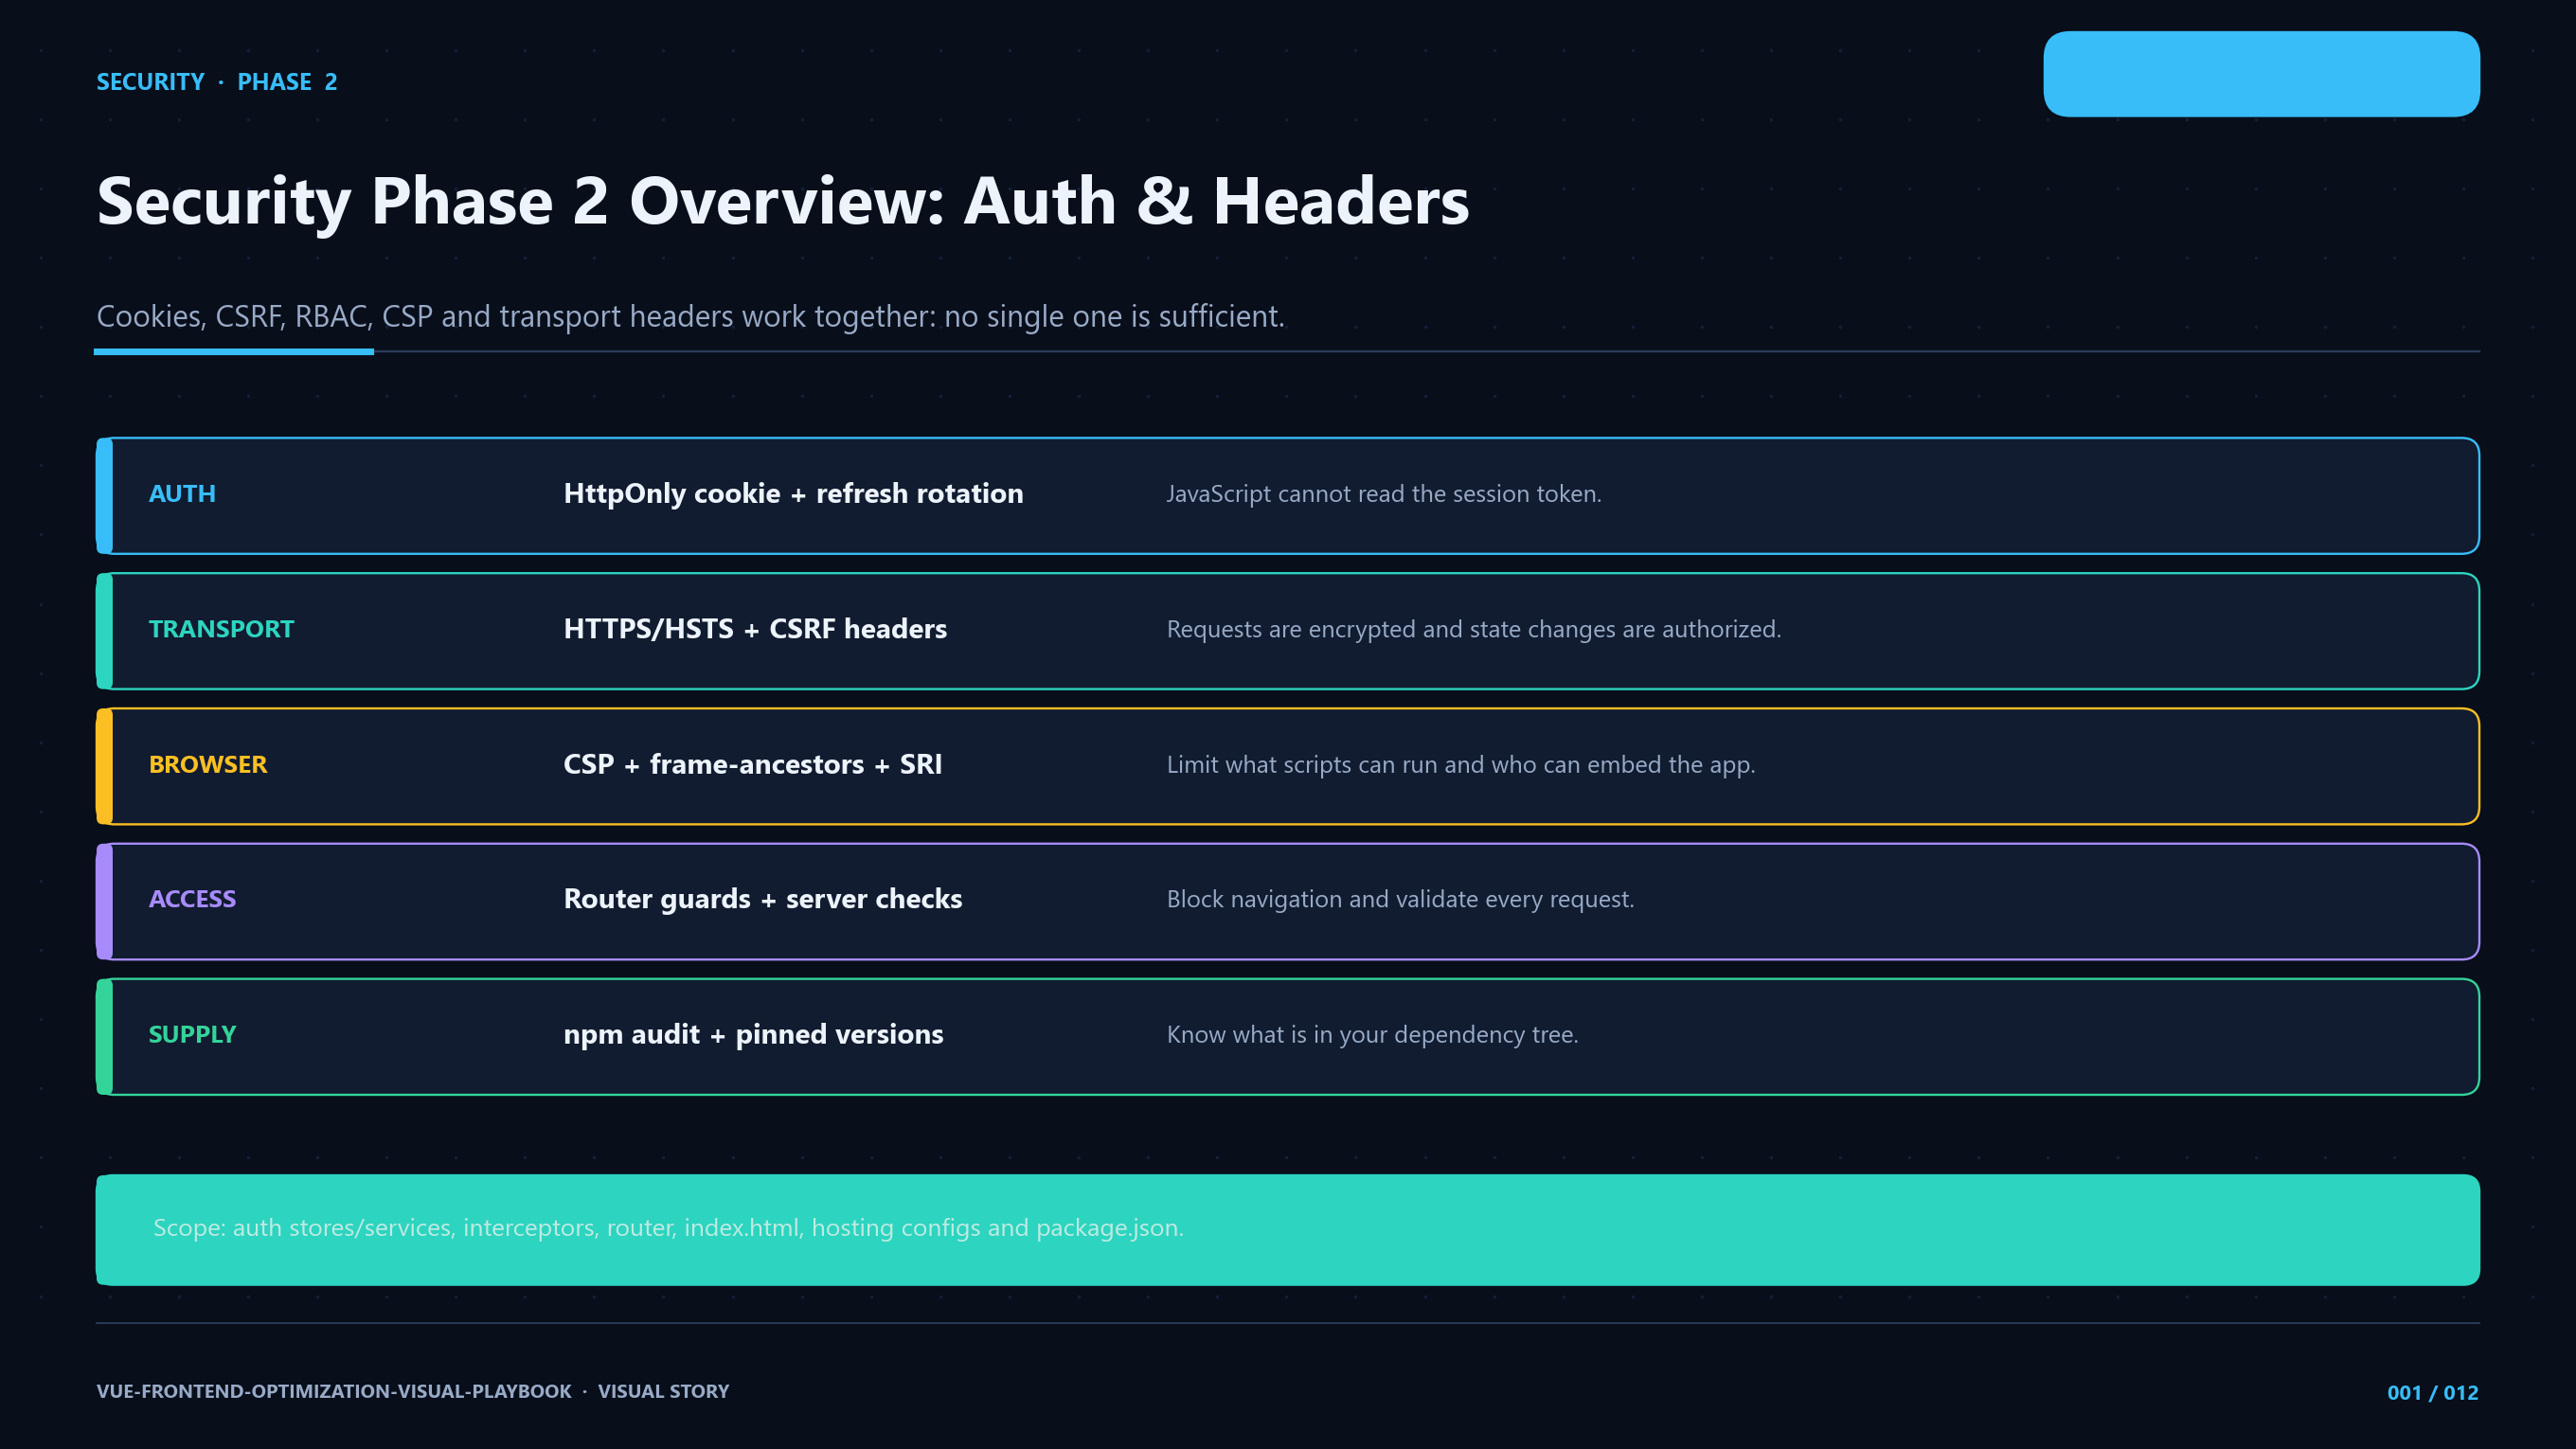 SECURITY · PHASE 2
Security Phase 2 Overview: Auth & Headers
Cookies, CSRF, RBAC, CSP and transport headers work together: no single one is sufficient.
AUTH HttpOnly cookie + refresh rotation JavaScript cannot read the session token.
TRANSPORT HTTPS/HSTS + CSRF headers Requests are encrypted and state changes are authorized.
BROWSER CSP + frame-ancestors + SRI Limit what scripts can run and who can embed the app.
ACCESS Router guards + server checks Block navigation and validate every request.
SUPPLY npm audit + pinned versions Know what is in your dependency tree.
Scope: auth stores/services, interceptors, router, index.html, hosting configs and package.json.
VUE-FRONTEND-OPTIMIZATION-VISUAL-PLAYBOOK · VISUAL STORY 001 / 012